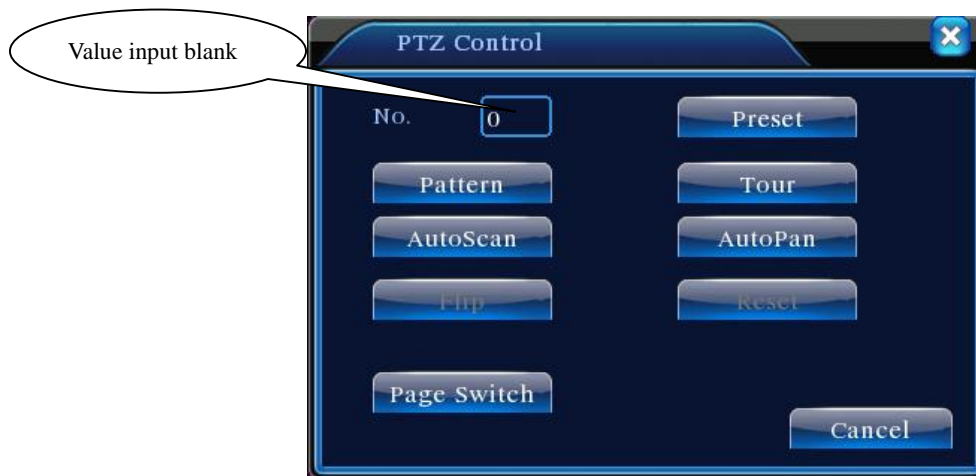 Value input blank
PTZ Control
No.
0
Preset
Pattern
Tour
AutoScan
AutoPan
Flip
Reset
Page Switch
Cancel